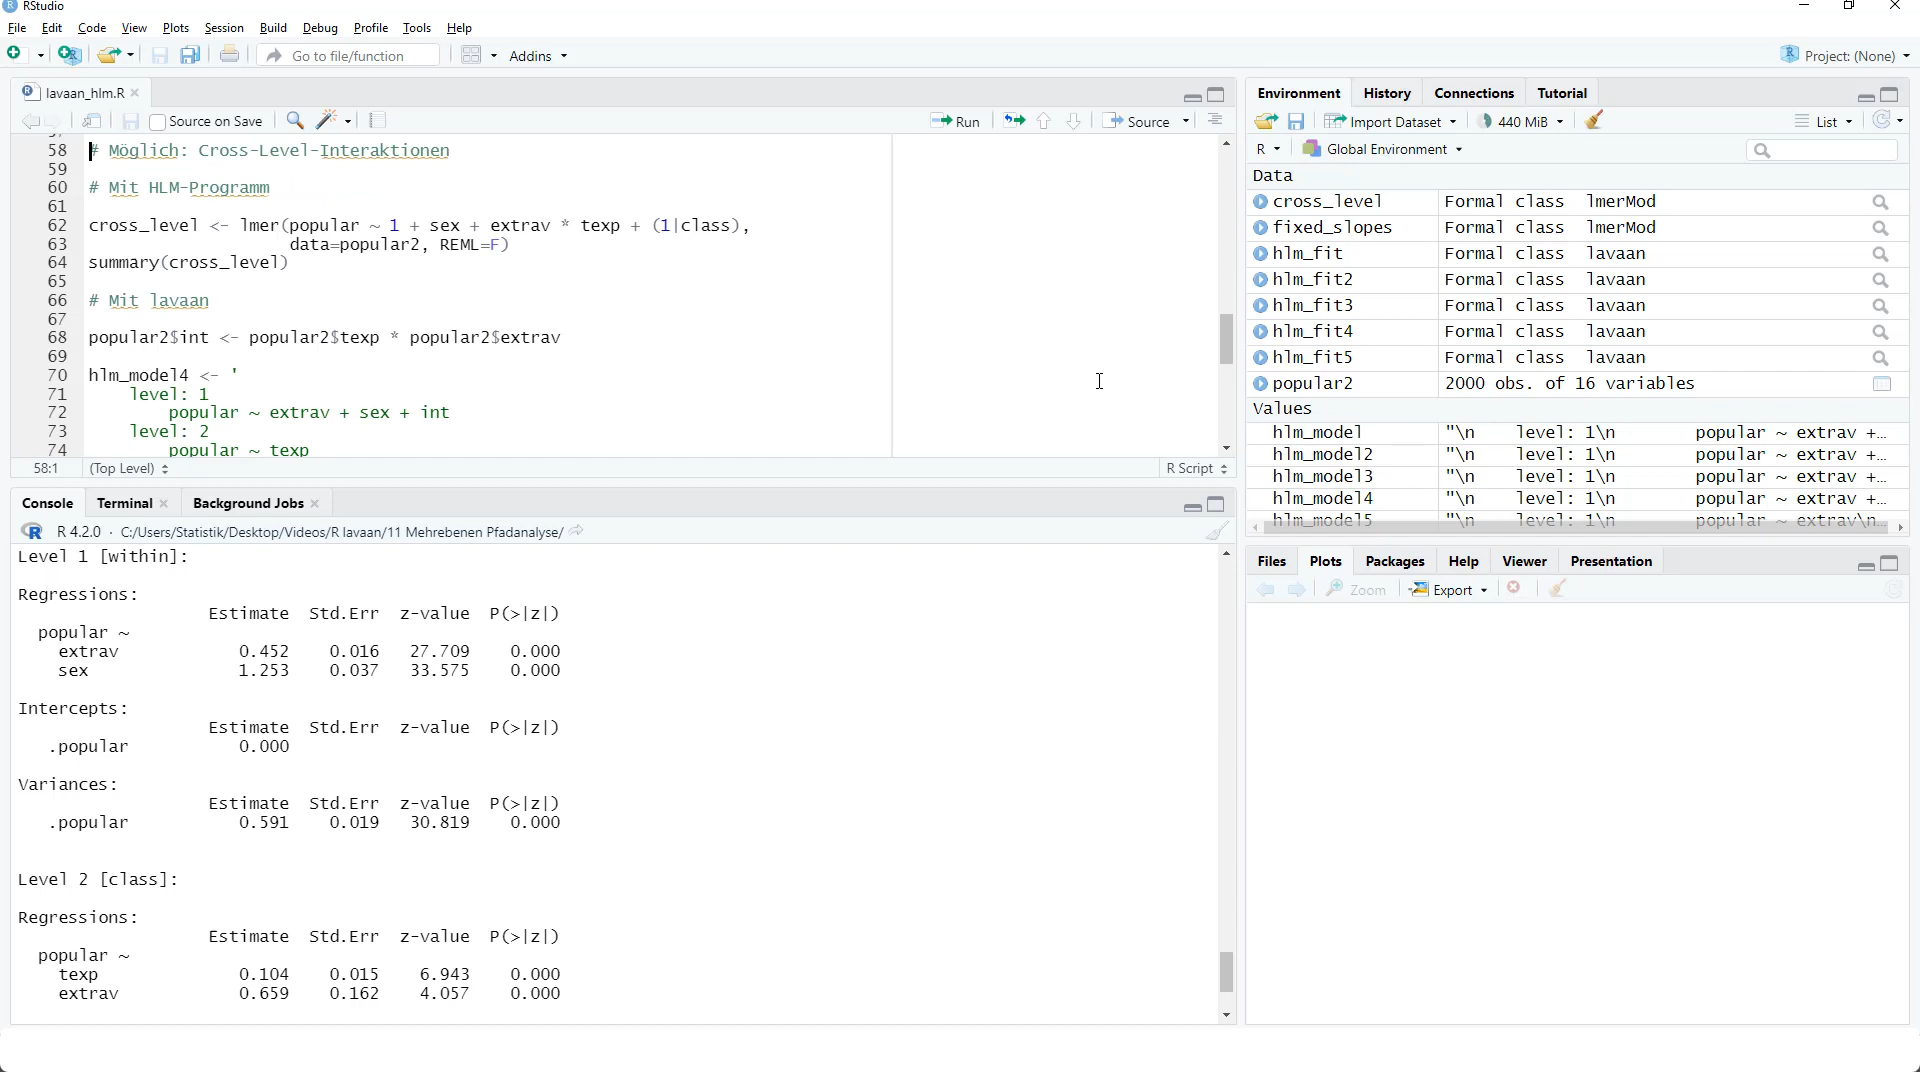 RStudio
File Edit Code View Plots Session Build Debug Profile Tools Help
Go to file/function Addins Project: (None)
lavaan_hlm.R
Source on Save Run Source
58 # Möglich: Cross-Level-Interaktionen
59
60 # Mit HLM-Programm
61
62 cross_level <- lmer(popular ~ 1 + sex + extrav * texp + (1|class),
63 data=popular2, REML=F)
64 summary(cross_level)
65
66 # Mit lavaan
67
68 popular2$int <- popular2$texp * popular2$extrav
69
70 hlm_model4 <- '
71 level: 1
72 popular ~ extrav + sex + int
73 level: 2
74 popular ~ texp
58:1 (Top Level) R Script
Console Terminal Background Jobs
R 4.2.0 · C:/Users/Statistik/Desktop/Videos/R lavaan/11 Mehrebenen Pfadanalyse/
Level 1 [within]:
Regressions:
Estimate Std.Err z-value P(>|z|)
popular ~
extrav 0.452 0.016 27.709 0.000
sex 1.253 0.037 33.575 0.000
Intercepts:
Estimate Std.Err z-value P(>|z|)
.popular 0.000
Variances:
Estimate Std.Err z-value P(>|z|)
.popular 0.591 0.019 30.819 0.000
Level 2 [class]:
Regressions:
Estimate Std.Err z-value P(>|z|)
popular ~
texp 0.104 0.015 6.943 0.000
extrav 0.659 0.162 4.057 0.000
Environment History Connections Tutorial
Import Dataset 440 MiB List
R Global Environment
Data
cross_level Formal class lmerMod
fixed_slopes Formal class lmerMod
hlm_fit Formal class lavaan
hlm_fit2 Formal class lavaan
hlm_fit3 Formal class lavaan
hlm_fit4 Formal class lavaan
hlm_fit5 Formal class lavaan
popular2 2000 obs. of 16 variables
Values
hlm_model "\n level: 1\n popular ~ extrav +…
hlm_model2 "\n level: 1\n popular ~ extrav +…
hlm_model3 "\n level: 1\n popular ~ extrav +…
hlm_model4 "\n level: 1\n popular ~ extrav +…
hlm_model5 "\n level: 1\n popular ~ extrav\n…
Files Plots Packages Help Viewer Presentation
Zoom Export